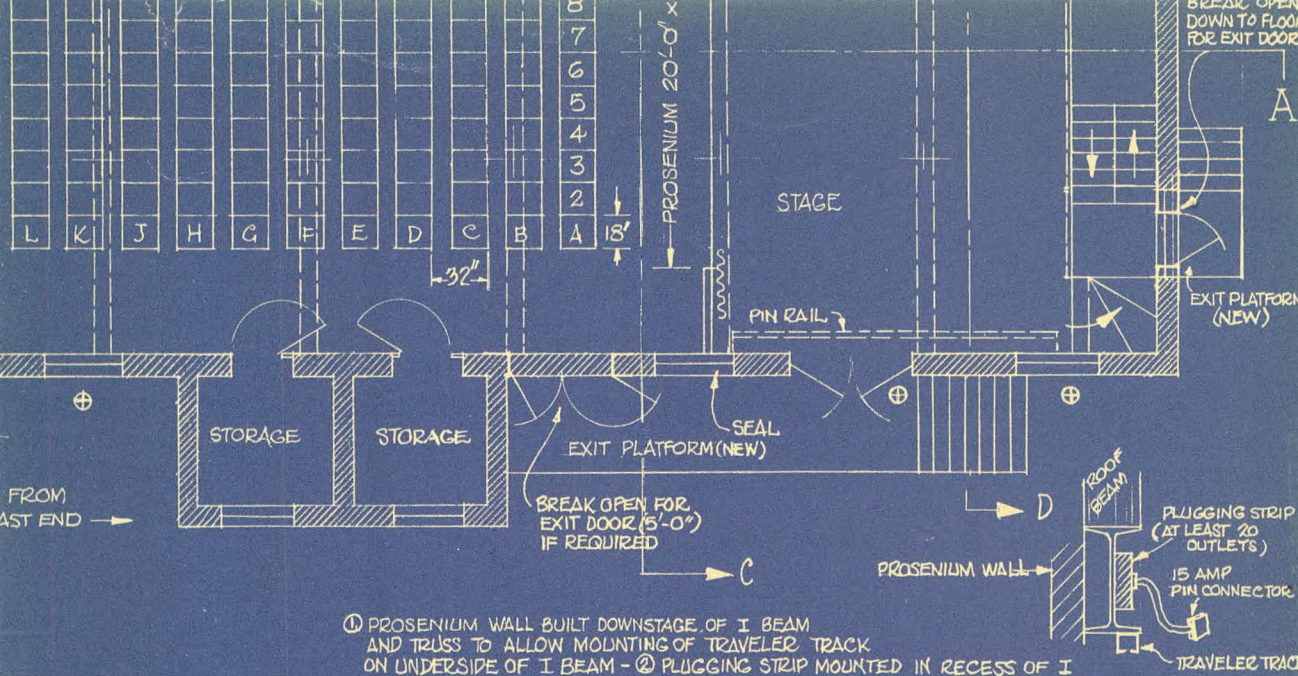 BREAK OPEN
DOWN TO FLOOR
FOR EXIT DOOR
A
8
7
6
5
4
3
2
L K J H G F E D C B A 18"
32"
PROSENIUM 20'-0" x
STAGE
PIN RAIL
EXIT PLATFORM
(NEW)
STORAGE
STORAGE
SEAL
EXIT PLATFORM (NEW)
BREAK OPEN FOR
EXIT DOOR (5'-0")
IF REQUIRED
FROM
AST END
C
D
ROOF
BEAM
PLUGGING STRIP
(AT LEAST 20
OUTLETS)
PROSENIUM WALL
15 AMP
PIN CONNECTOR
TRAVELER TRAC
① PROSENIUM WALL BUILT DOWNSTAGE OF I BEAM
AND TRUSS TO ALLOW MOUNTING OF TRAVELER TRACK
ON UNDERSIDE OF I BEAM - ② PLUGGING STRIP MOUNTED IN RECESS OF I